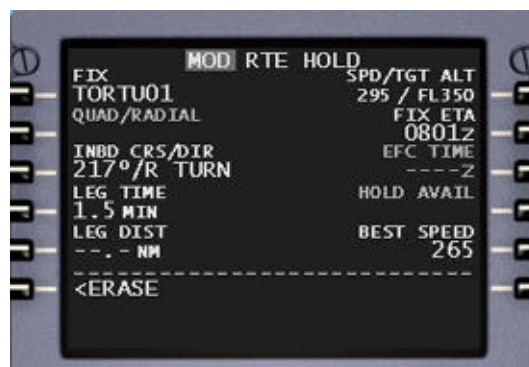 MOD RTE HOLD
FIX SPD/TGT ALT
TORTU01 295 / FL350
QUAD/RADIAL FIX ETA
0801z
INBD CRS/DIR EFC TIME
217º/R TURN ----z
LEG TIME HOLD AVAIL
1.5 MIN
LEG DIST BEST SPEED
--.- NM 265
--------------------------------
<ERASE